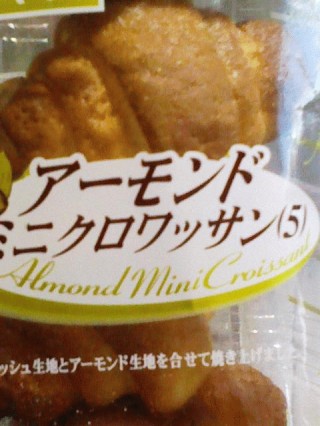 アーモンド
ミニクロワッサン(5)
Almond Mini Croissant
ッシュ生地とアーモンド生地を合せて焼き上げました